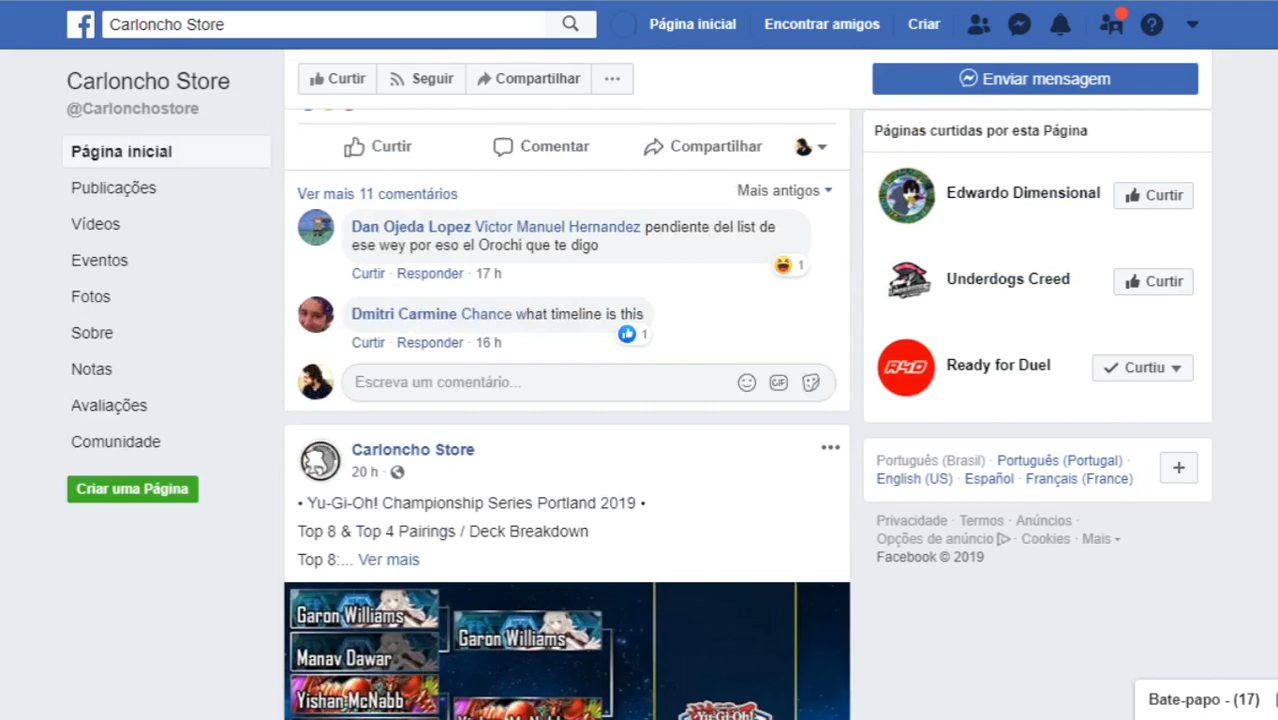 Carloncho Store
Página inicial
Encontrar amigos
Criar
Carloncho Store
@Carlonchostore
Página inicial
Publicações
Vídeos
Eventos
Fotos
Sobre
Notas
Avaliações
Comunidade
Criar uma Página
Curtir
Seguir
Compartilhar
Enviar mensagem
Curtir
Comentar
Compartilhar
Ver mais 11 comentários
Mais antigos
Dan Ojeda Lopez Victor Manuel Hernandez pendiente del list de
ese wey por eso el Orochi que te digo
1
Curtir · Responder · 17 h
Dmitri Carmine Chance what timeline is this
1
Curtir · Responder · 16 h
Escreva um comentário...
GIF
Carloncho Store
20 h ·
• Yu-Gi-Oh! Championship Series Portland 2019 •
Top 8 & Top 4 Pairings / Deck Breakdown
Top 8:... Ver mais
Garon Williams
Manav Dawar
Yishan McNabb
Garon Williams
Yishan McNabb
Yu-Gi-Oh!
Páginas curtidas por esta Página
Edwardo Dimensional
Curtir
Underdogs Creed
Curtir
R4D
Ready for Duel
Curtiu
Português (Brasil) · Português (Portugal) ·
English (US) · Español · Français (France)
+
Privacidade · Termos · Anúncios ·
Opções de anúncio · Cookies · Mais
Facebook © 2019
Bate-papo - (17)